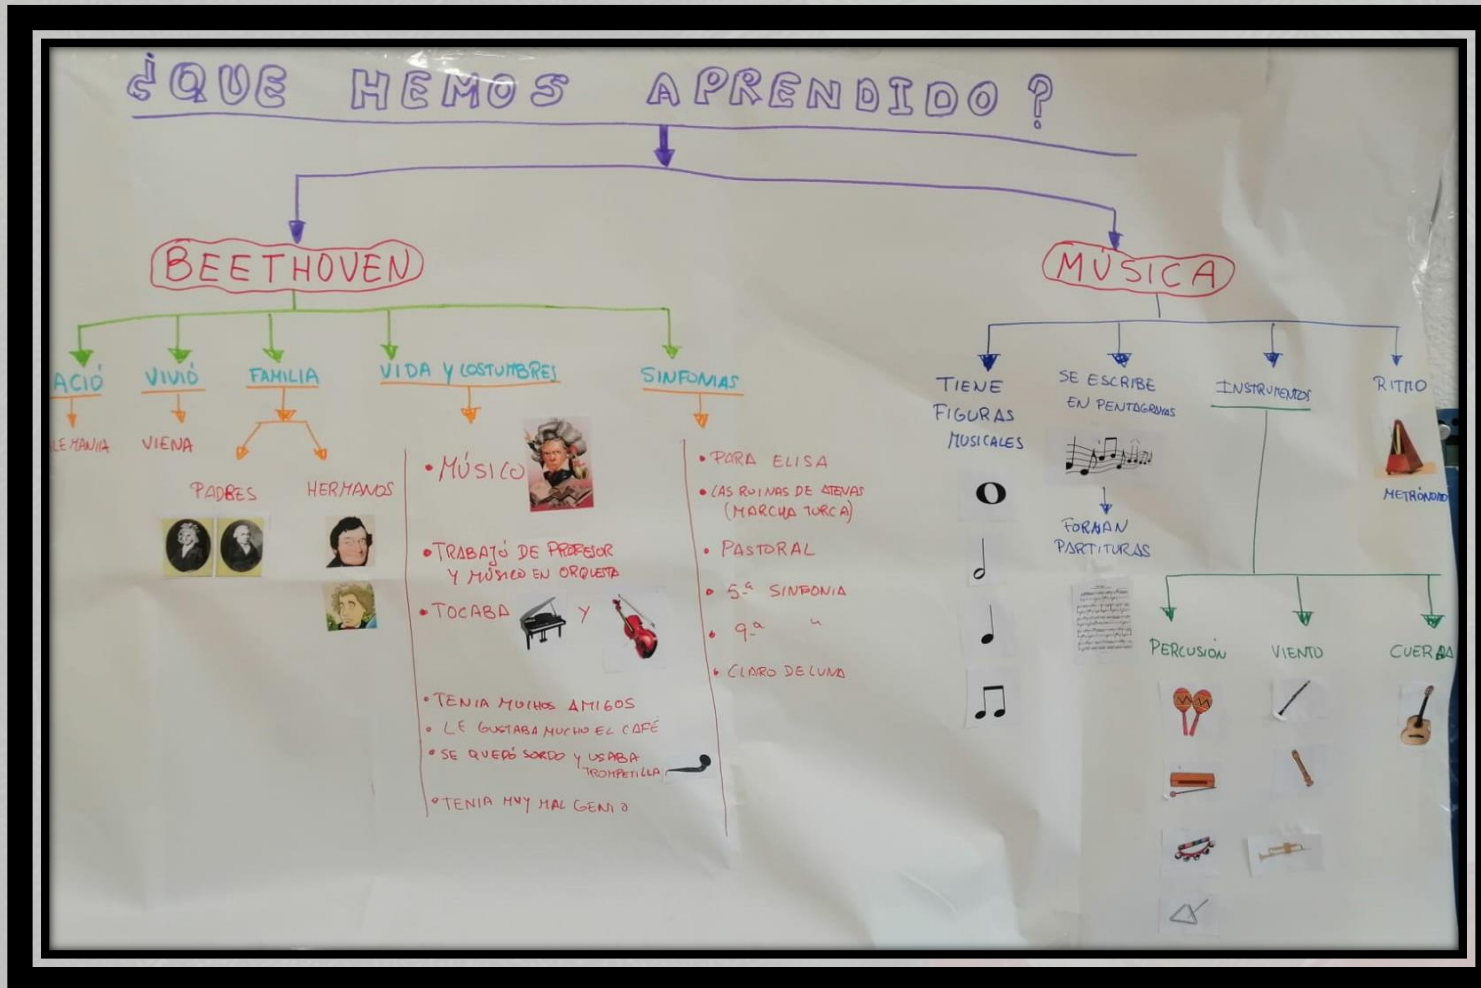 ¿QUE HEMOS APRENDIDO?
BEETHOVEN
MÚSICA
ACIÓ
LEMANIA
VIVIÓ
VIENA
FAMILIA
PADRES
HERMANOS
VIDA Y COSTUMBRES
• MÚSICO
• TRABAJÓ DE PROFESOR
Y MÚSICO EN ORQUESTA
• TOCABA Y
• TENIA MUCHOS AMIGOS
• LE GUSTABA MUCHO EL CAFÉ
• SE QUEDÓ SORDO Y USABA
TROMPETILLA
• TENIA MUY MAL GENIO
SINFONIAS
• PARA ELISA
• LAS RUINAS DE ATENAS
(MARCHA TURCA)
• PASTORAL
• 5.ª SINFONIA
• 9.ª "
• CLARO DE LUNA
TIENE
FIGURAS
MUSICALES
SE ESCRIBE
EN PENTAGRAMAS
FORMAN
PARTITURAS
INSTRUMENTOS
PERCUSIÓN
VIENTO
CUERDA
RITMO
METRÓNOMO